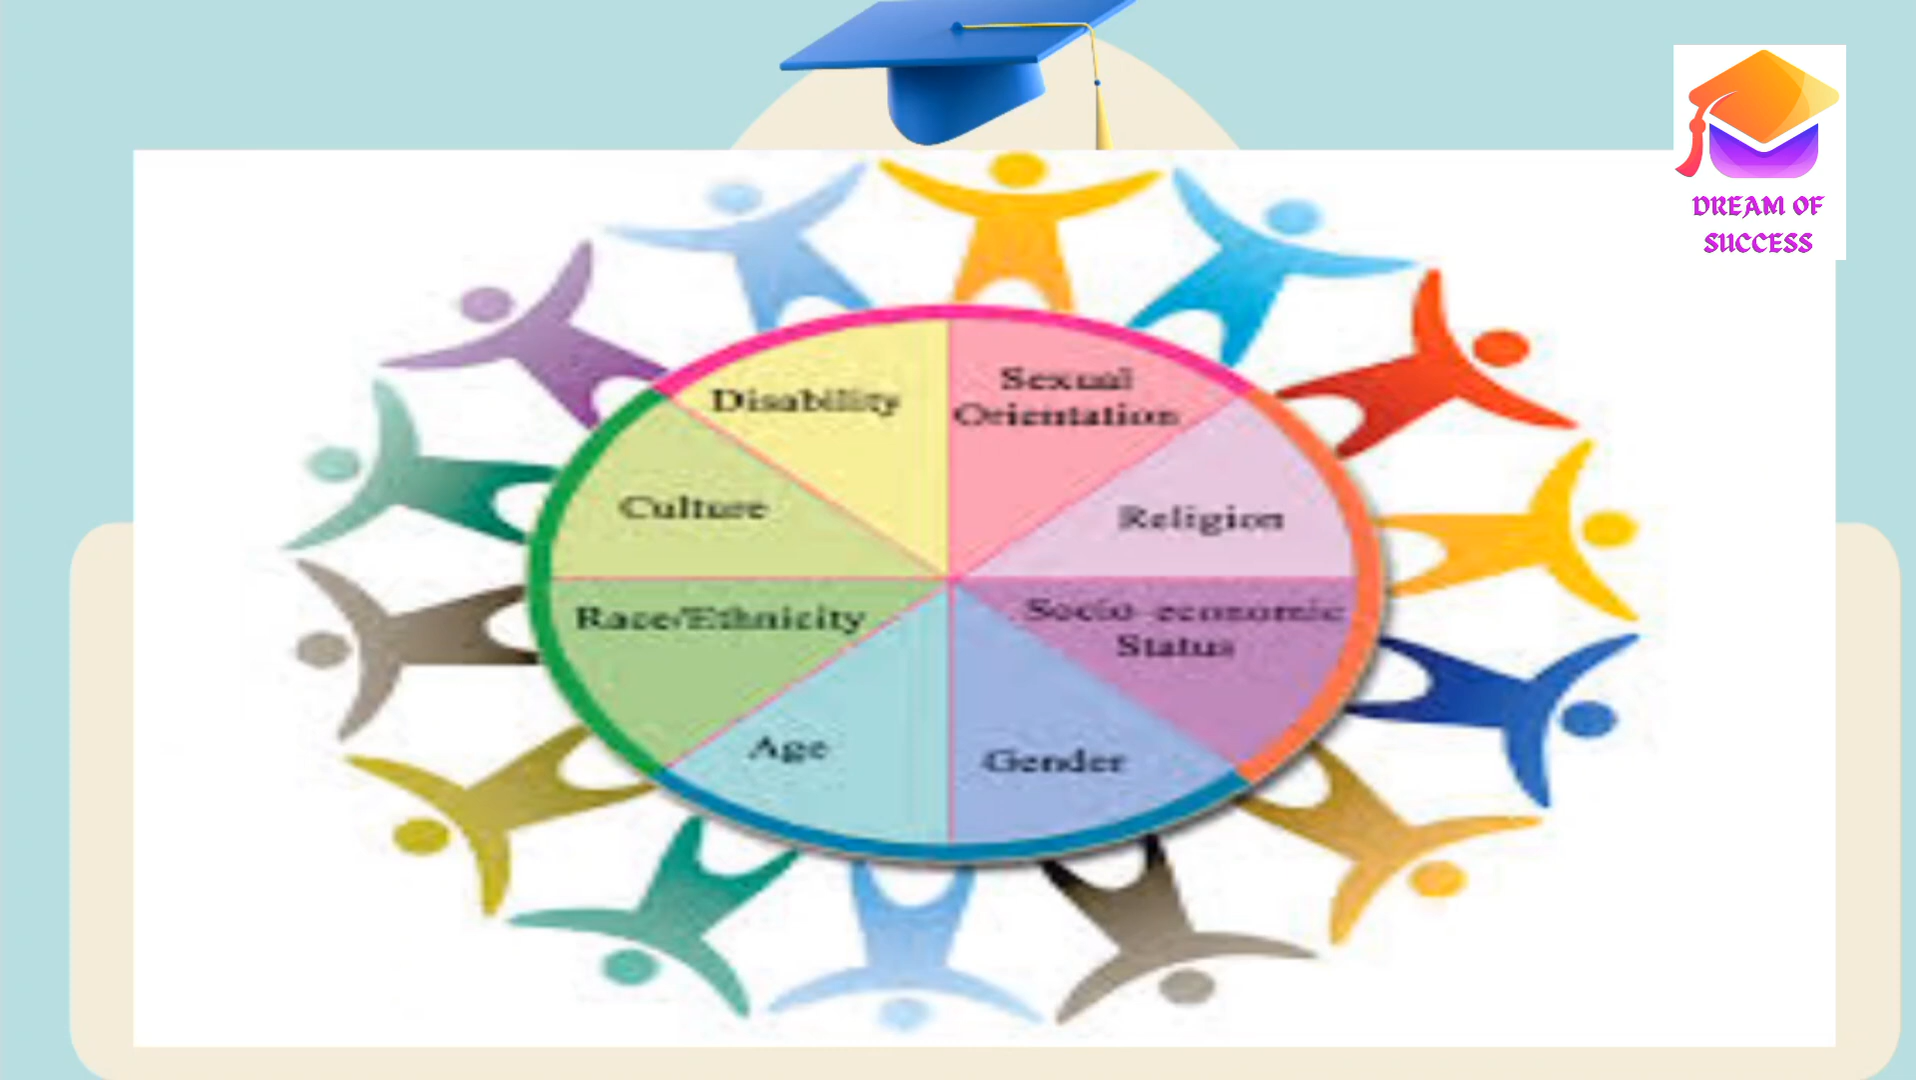 DREAM OF
SUCCESS
Disability
Sexual
Orientation
Culture
Religion
Race/Ethnicity
Socio-economic
Status
Age
Gender